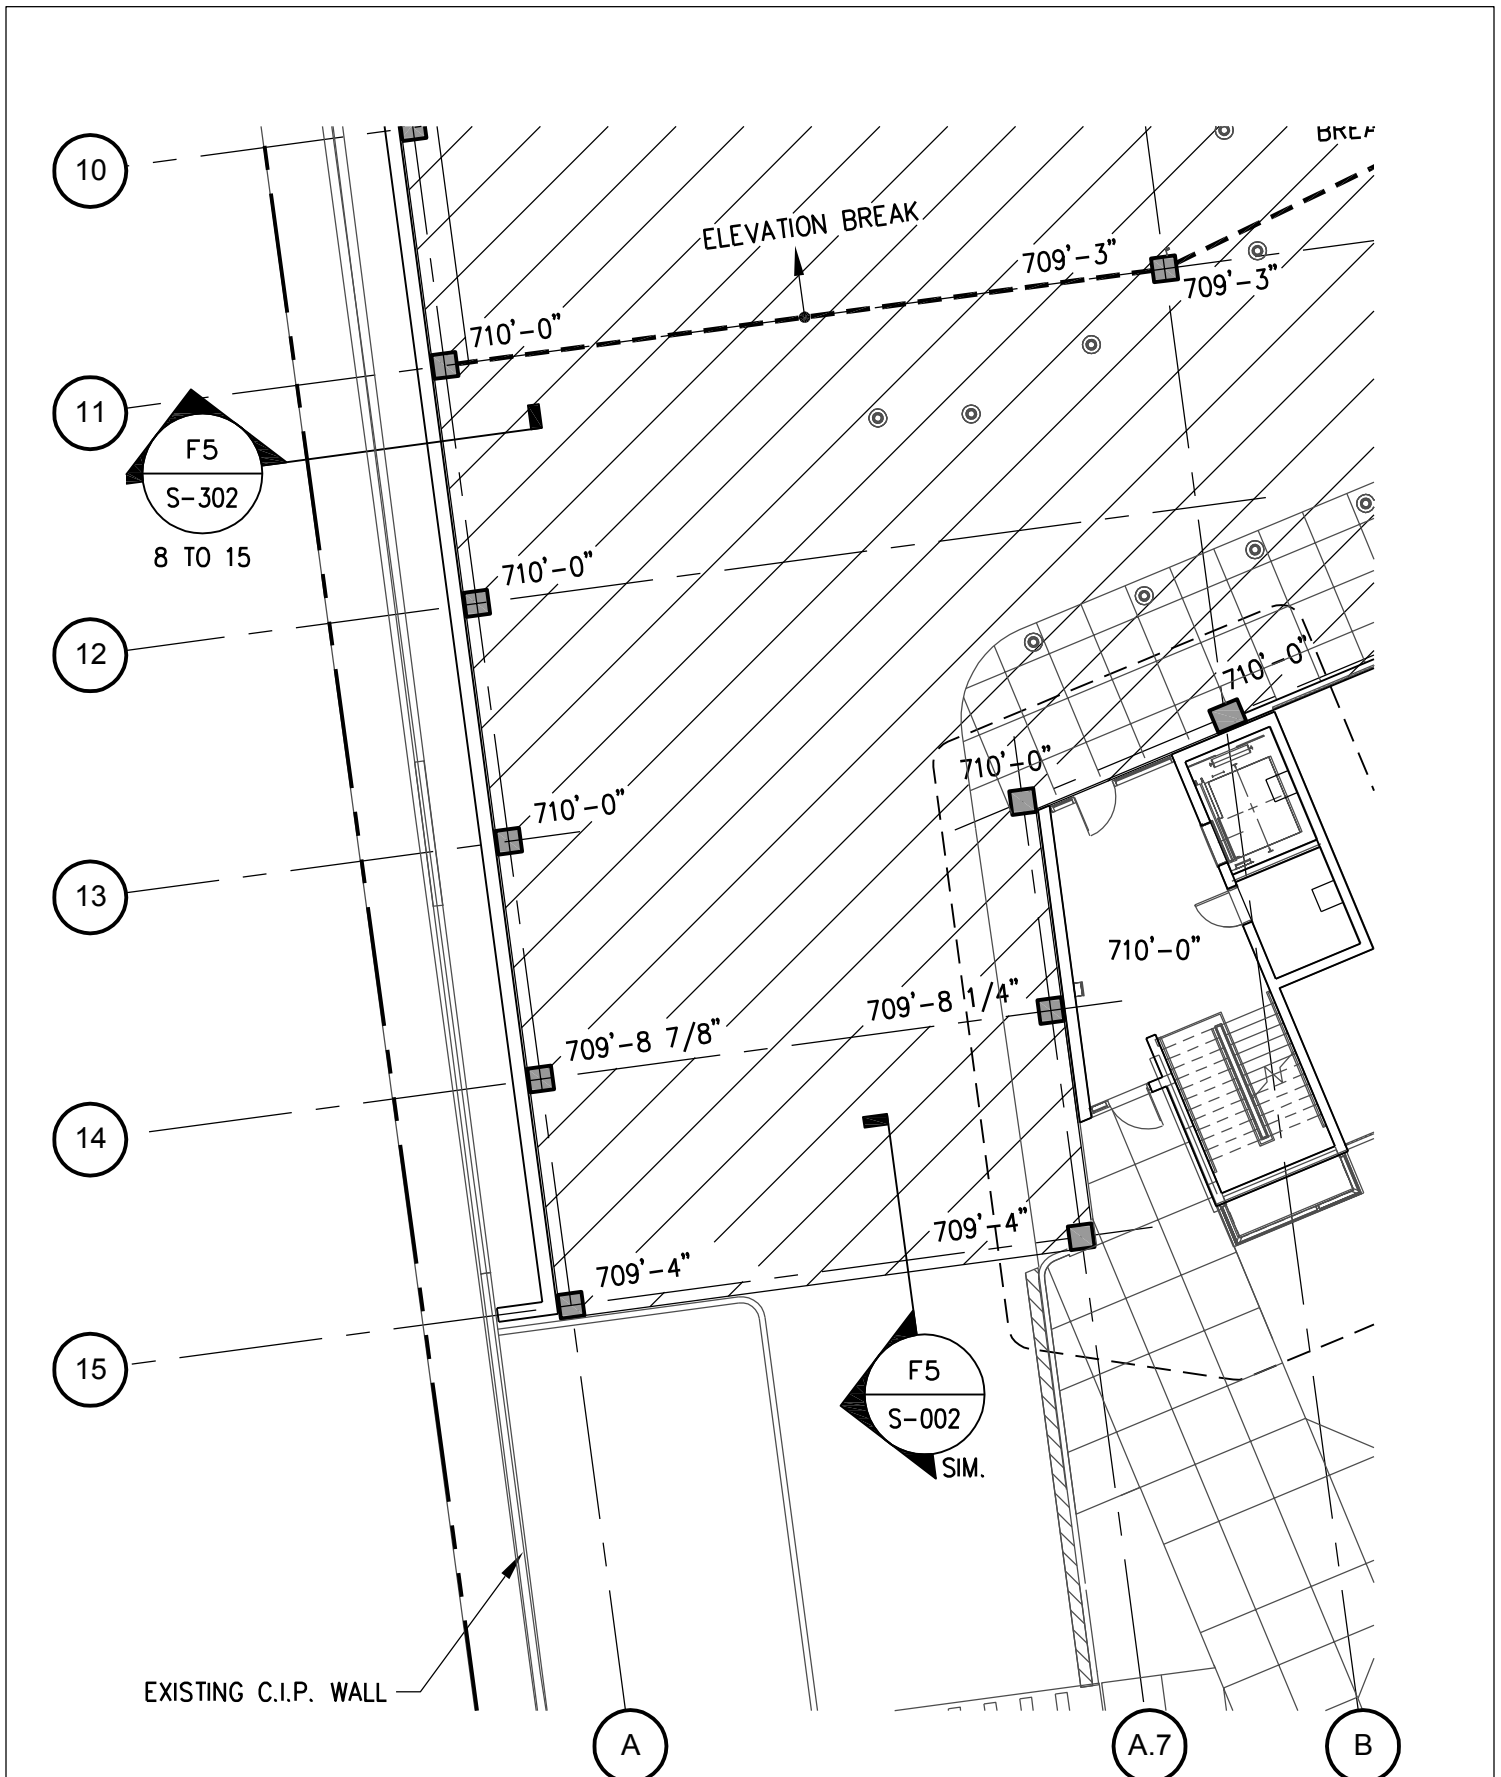 10
BREA
ELEVATION BREAK
709'-3"
709'-3"
710'-0"
11
F5
S-302
8 TO 15
710'-0"
12
710'-0"
710'-0"
710'-0"
13
710'-0"
709'-8 1/4"
709'-8 7/8"
14
709'-4"
709'-4"
15
F5
S-002
SIM.
EXISTING C.I.P. WALL
A
A.7
B